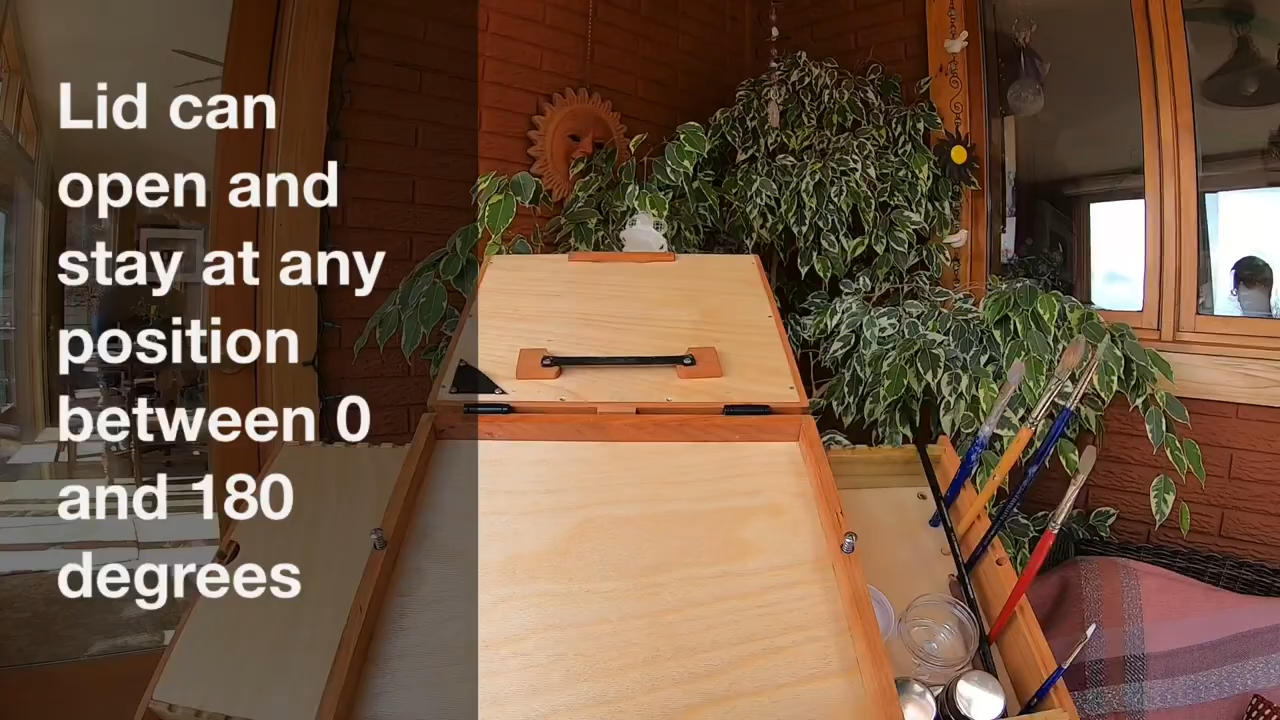 Lid can
open and
stay at any
position
between 0
and 180
degrees